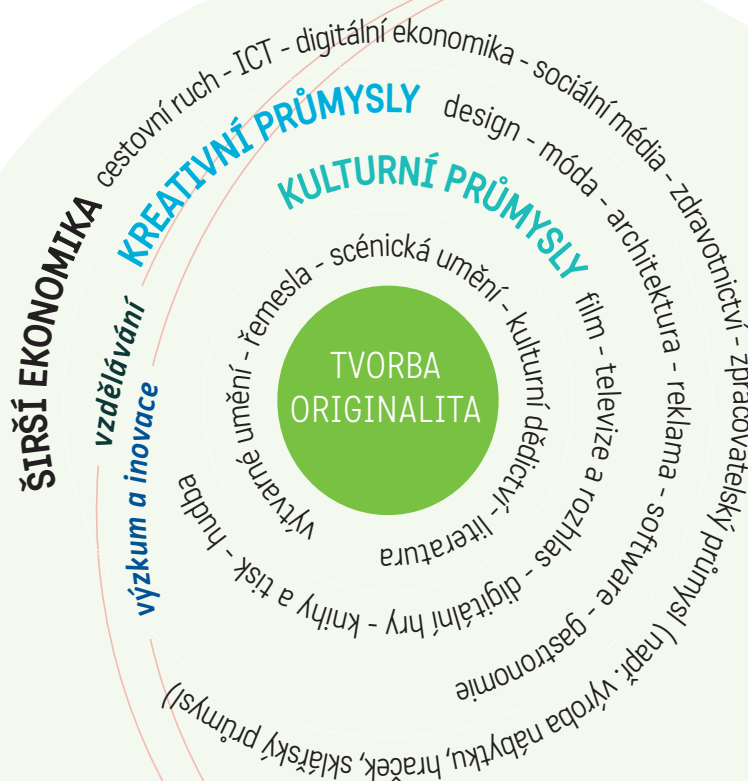 ŠIRŠÍ EKONOMIKA
cestovní ruch - ICT - digitální ekonomika - sociální média - zdravotnictví - zpracovatelský průmysl (např. výroba nábytku, hraček, sklářský průmysl)
KREATIVNÍ PRŮMYSLY
design - móda - architektura - reklama - software - gastronomie
KULTURNÍ PRŮMYSLY
film - televize a rozhlas - digitální hry - knihy a tisk - hudba
výtvarné umění - řemesla - scénická umění - kulturní dědictví - literatura
TVORBA
ORIGINALITA
vzdělávání
výzkum a inovace